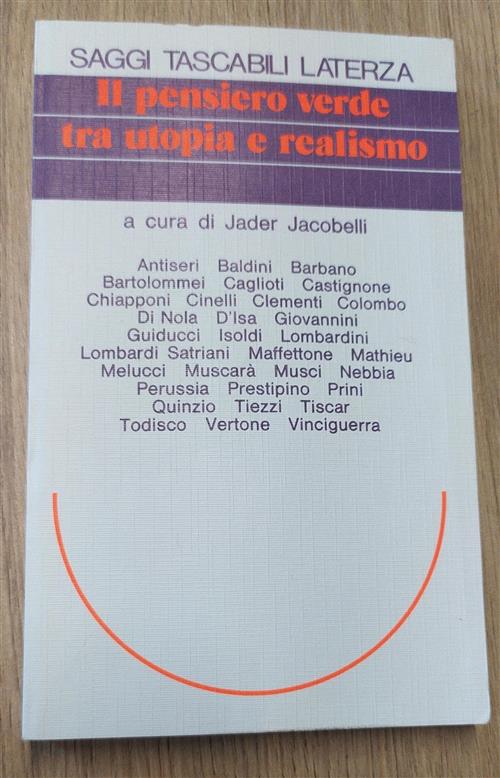 SAGGI TASCABILI LATERZA
Il pensiero verde
tra utopia e realismo
a cura di Jader Jacobelli
Antiseri Baldini Barbano
Bartolommei Caglioti Castignone
Chiapponi Cinelli Clementi Colombo
Di Nola D'Isa Giovannini
Guiducci Isoldi Lombardini
Lombardi Satriani Maffettone Mathieu
Melucci Muscarà Musci Nebbia
Perussia Prestipino Prini
Quinzio Tiezzi Tiscar
Todisco Vertone Vinciguerra